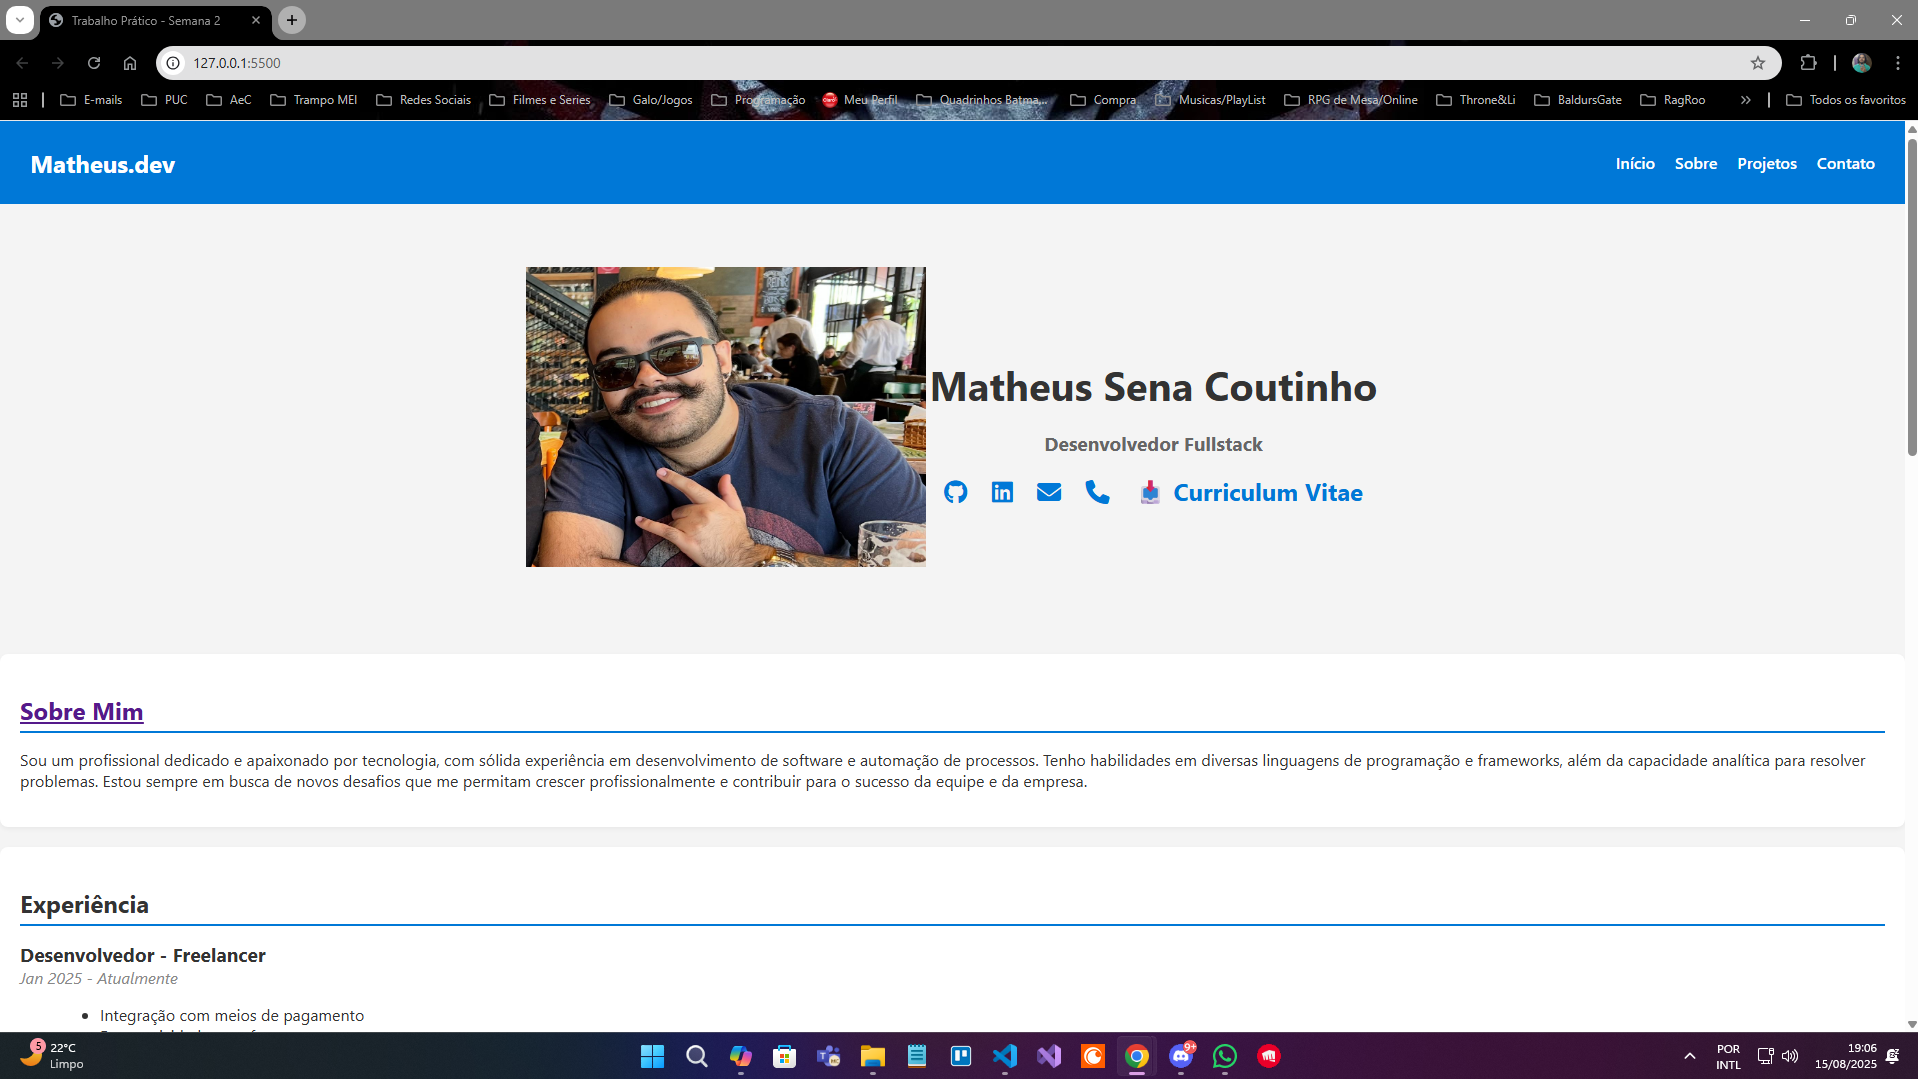 Trabalho Prático - Semana 2
127.0.0.1:5500
E-mails
PUC
AeC
Trampo MEI
Redes Sociais
Filmes e Series
Galo/Jogos
Programação
Meu Perfil
Quadrinhos Batma...
Compra
Musicas/PlayList
RPG de Mesa/Online
Throne&Li
BaldursGate
RagRoo
Todos os favoritos
Matheus.dev
Início
Sobre
Projetos
Contato
Matheus Sena Coutinho
Desenvolvedor Fullstack
Curriculum Vitae
Sobre Mim
Sou um profissional dedicado e apaixonado por tecnologia, com sólida experiência em desenvolvimento de software e automação de processos. Tenho habilidades em diversas linguagens de programação e frameworks, além da capacidade analítica para resolver
problemas. Estou sempre em busca de novos desafios que me permitam crescer profissionalmente e contribuir para o sucesso da equipe e da empresa.
Experiência
Desenvolvedor - Freelancer
Jan 2025 - Atualmente
Integração com meios de pagamento
5
22°C
Limpo
9+
POR
INTL
19:06
15/08/2025